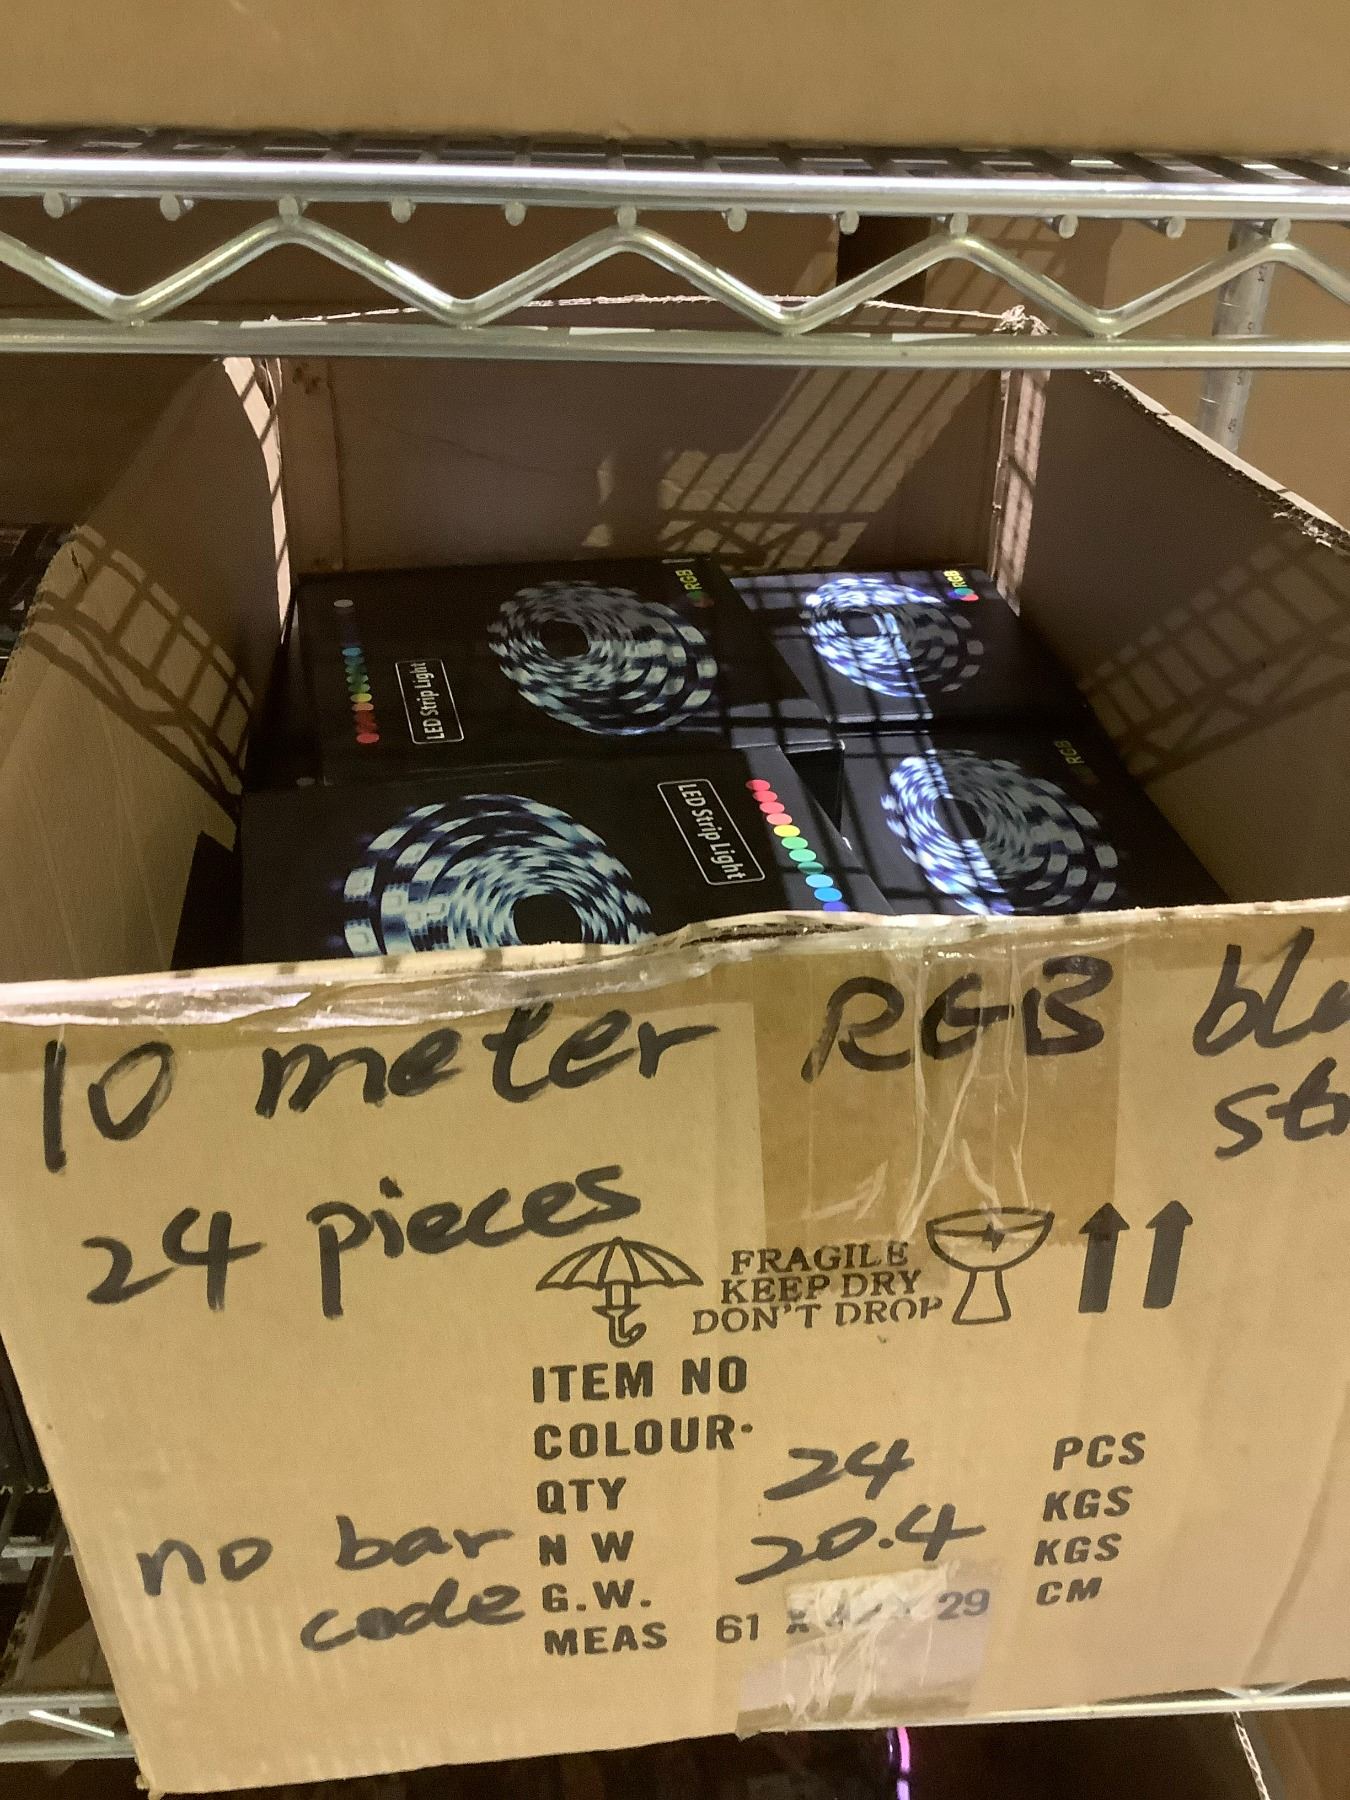 RGB
RGB
LED Strip Light
RGB
LED Strip Light
10 meter RGB
24 pieces
FRAGILE
KEEP DRY
DON'T DROP
ITEM NO
COLOUR
QTY 24 PCS
N W 20.4 KGS
G.W. KGS
MEAS 61 x 29 CM
no bar
code